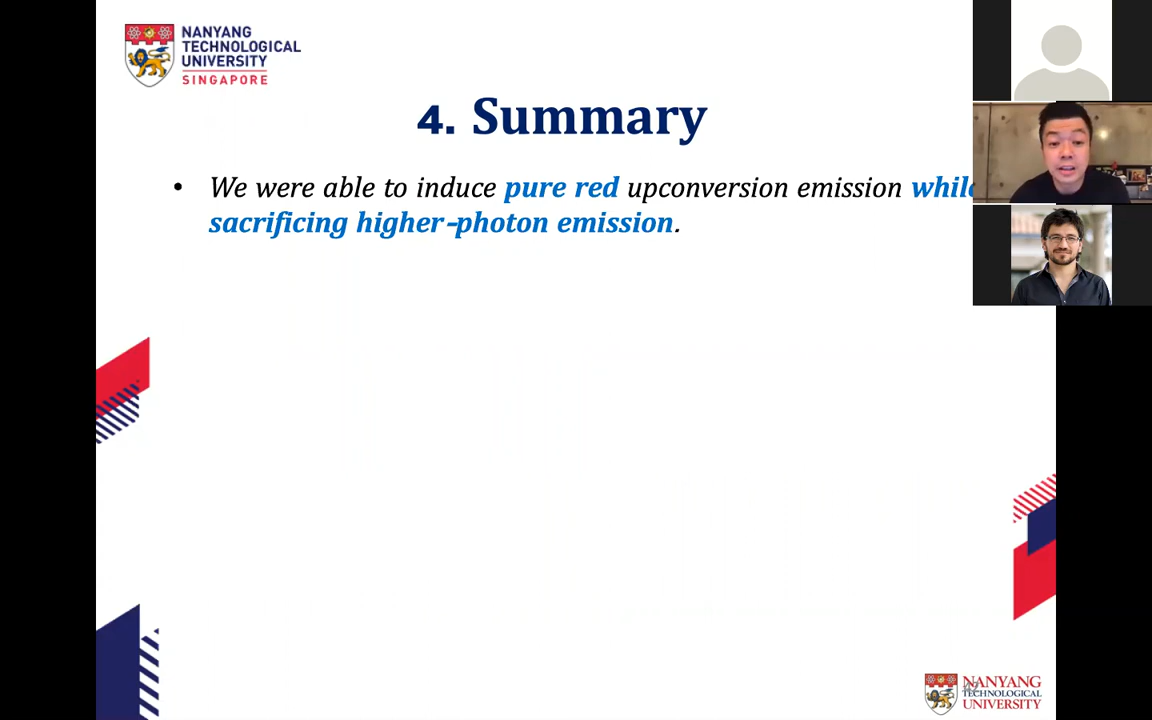 NANYANG
TECHNOLOGICAL
UNIVERSITY
SINGAPORE
4. Summary
• We were able to induce pure red upconversion emission while
sacrificing higher-photon emission.
NANYANG
TECHNOLOGICAL
UNIVERSITY